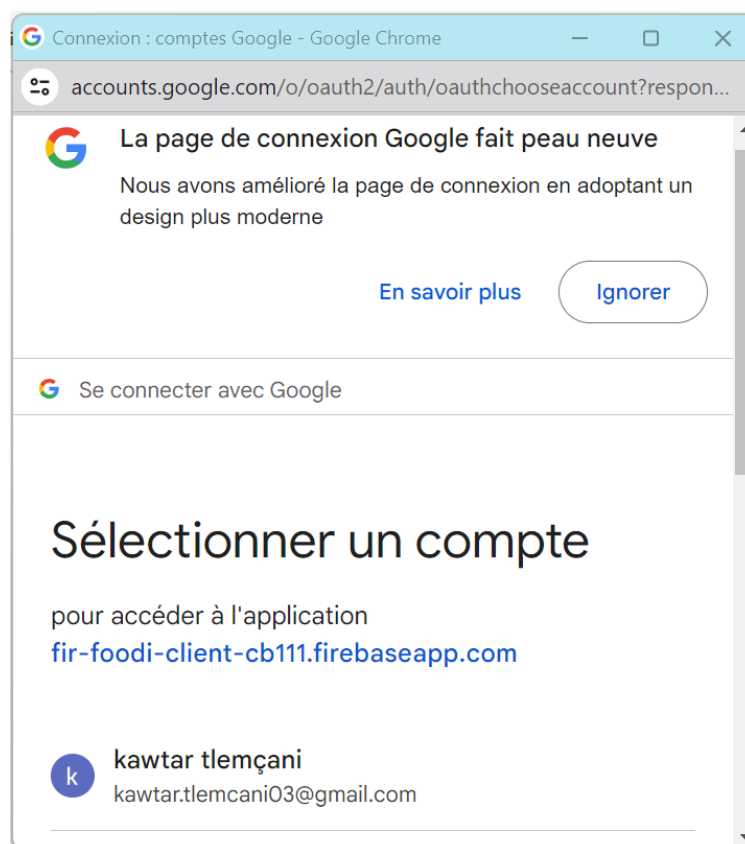 Connexion : comptes Google - Google Chrome
accounts.google.com/o/oauth2/auth/oauthchooseaccount?respon...
La page de connexion Google fait peau neuve
Nous avons amélioré la page de connexion en adoptant un
design plus moderne
En savoir plus
Ignorer
Se connecter avec Google
Sélectionner un compte
pour accéder à l'application
fir-foodi-client-cb111.firebaseapp.com
k
kawtar tlemçani
kawtar.tlemcani03@gmail.com